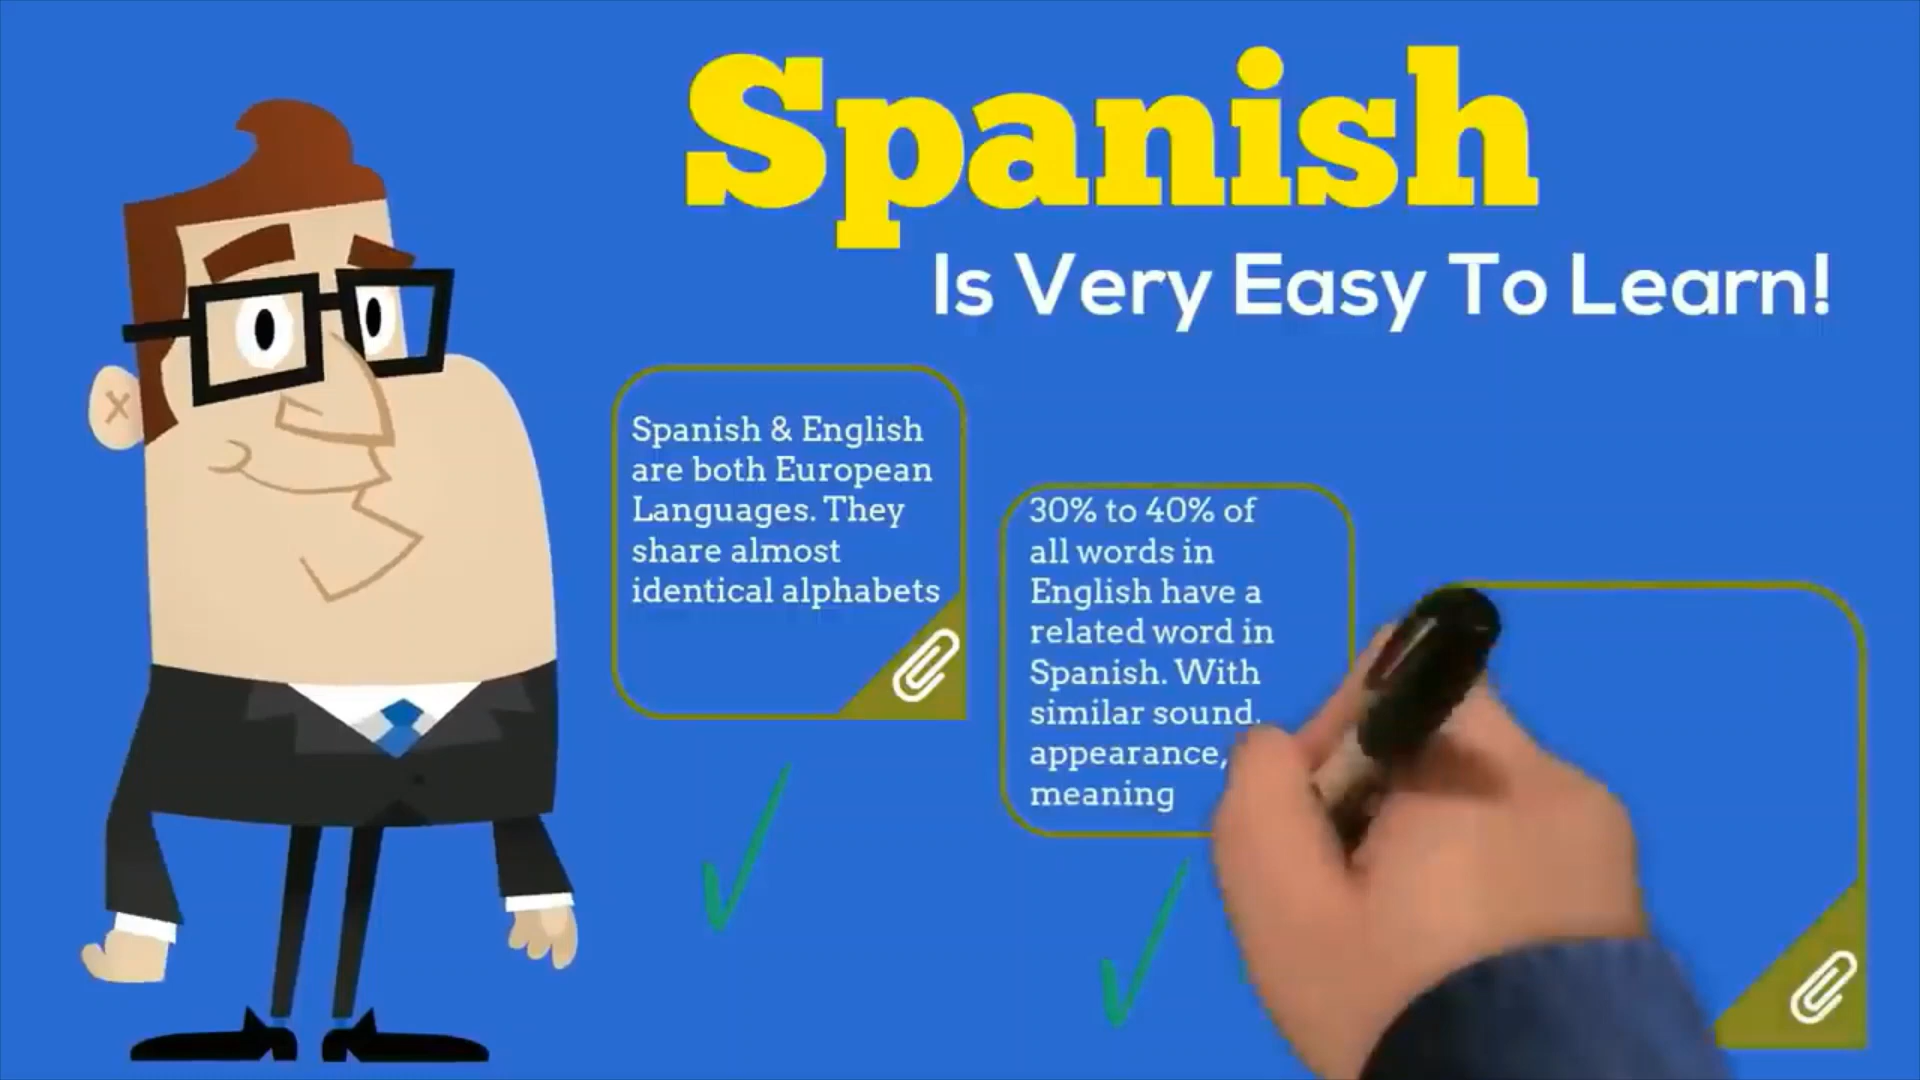 Spanish
Is Very Easy To Learn!
Spanish & English
are both European
Languages. They
share almost
identical alphabets
30% to 40% of
all words in
English have a
related word in
Spanish. With
similar sound.
appearance,
meaning